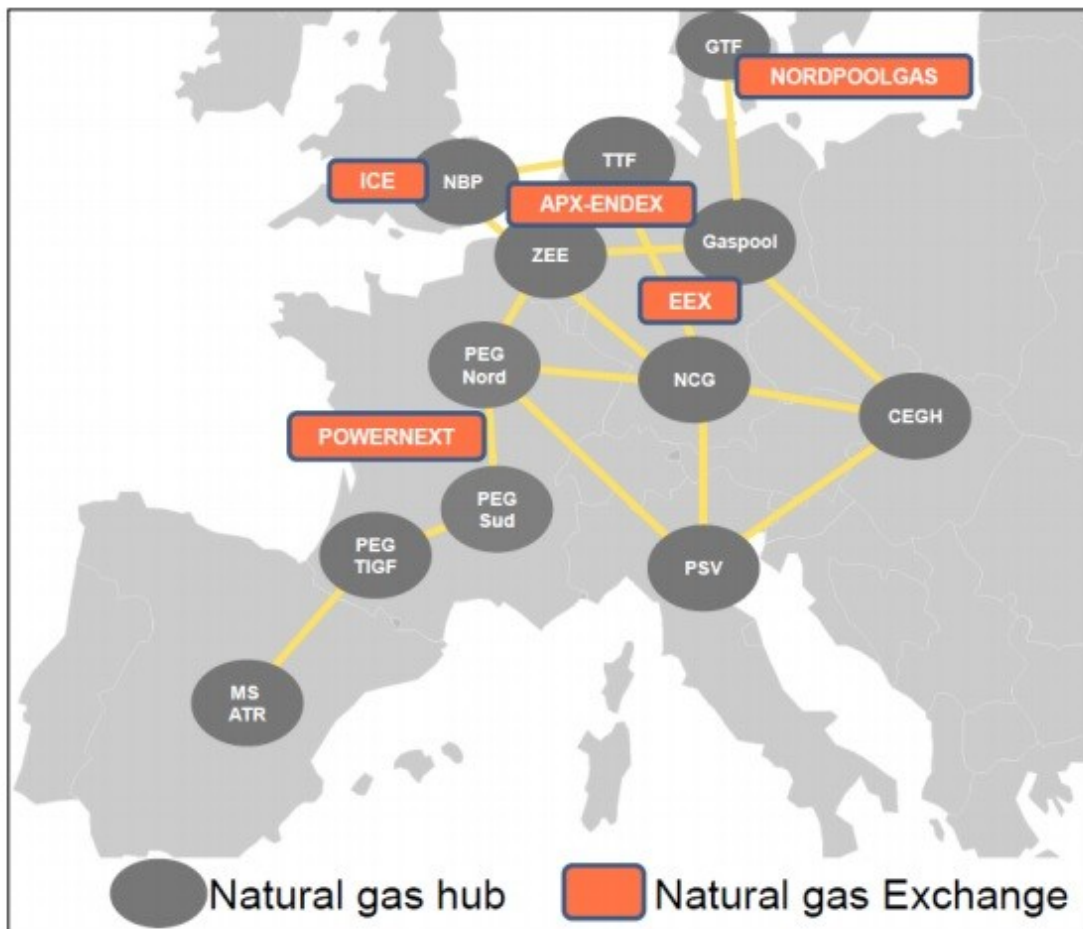 GTF
NORDPOOLGAS
TTF
ICE
NBP
APX-ENDEX
Gaspool
ZEE
EEX
PEG
Nord
NCG
CEGH
POWERNEXT
PEG
Sud
PEG
TIGF
PSV
MS
ATR
Natural gas hub
Natural gas Exchange